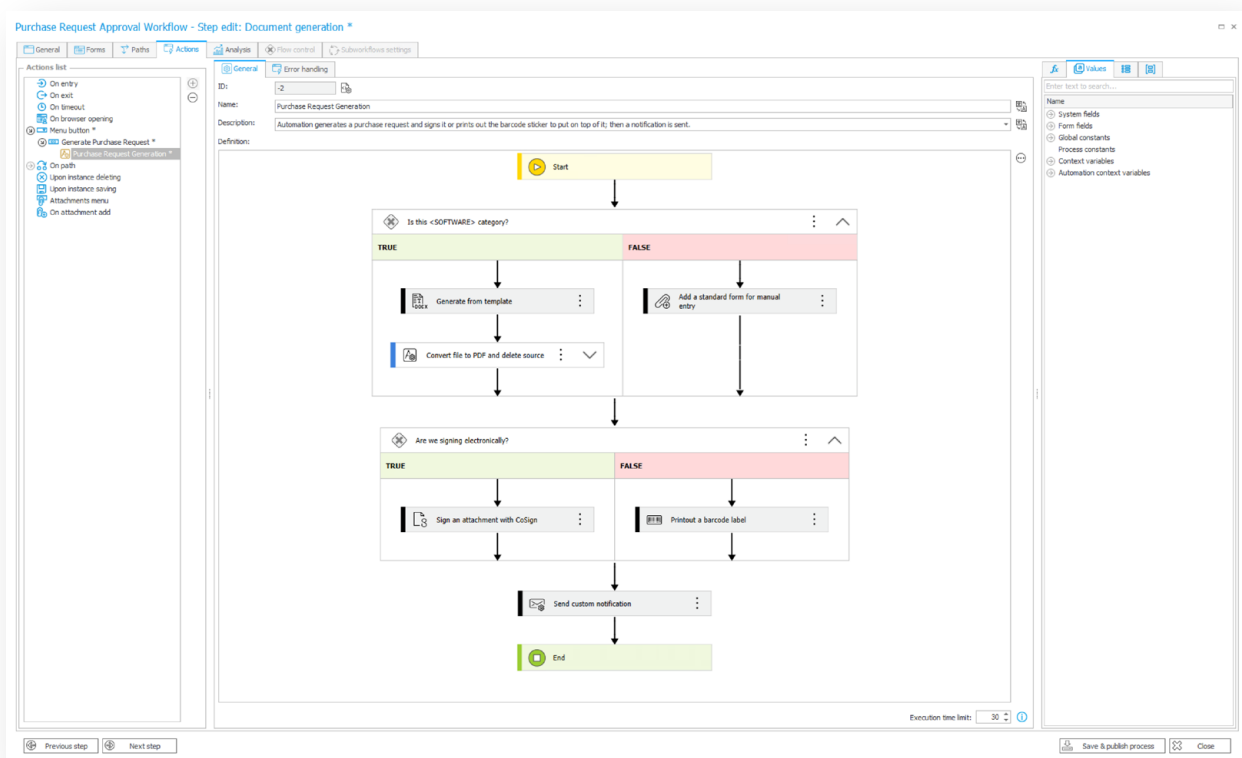 Purchase Request Approval Workflow - Step edit: Document generation *
General Forms Paths Actions Analysis Flow control Subworkflows settings
Actions list
On entry
On exit
On timeout
On browser opening
Menu button *
Generate Purchase Request *
Purchase Request Generation *
On path
Upon instance deleting
Upon instance saving
Attachments menu
On attachment add
General Error handling
ID: -2
Name: Purchase Request Generation
Description: Automation generates a purchase request and signs it or prints out the barcode sticker to put on top of it; then a notification is sent.
Definition:
Start
Is this <SOFTWARE> category?
TRUE FALSE
Generate from template
Add a standard form for manual
entry
Convert file to PDF and delete source
Are we signing electronically?
TRUE FALSE
Sign an attachment with CoSign
Printout a barcode label
Send custom notification
End
Execution time limit: 30
fx Values
Enter text to search...
Name
System fields
Form fields
Global constants
Process constants
Context variables
Automation context variables
Previous step Next step Save & publish process Close